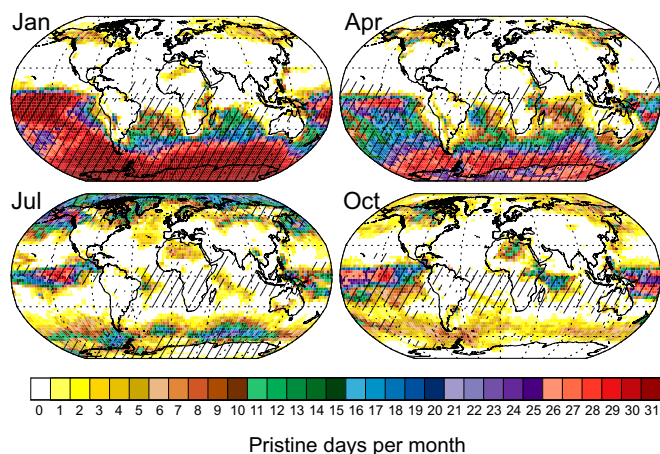 Jan Apr
Jul Oct
0 1 2 3 4 5 6 7 8 9 10 11 12 13 14 15 16 17 18 19 20 21 22 23 24 25 26 27 28 29 30 31
Pristine days per month